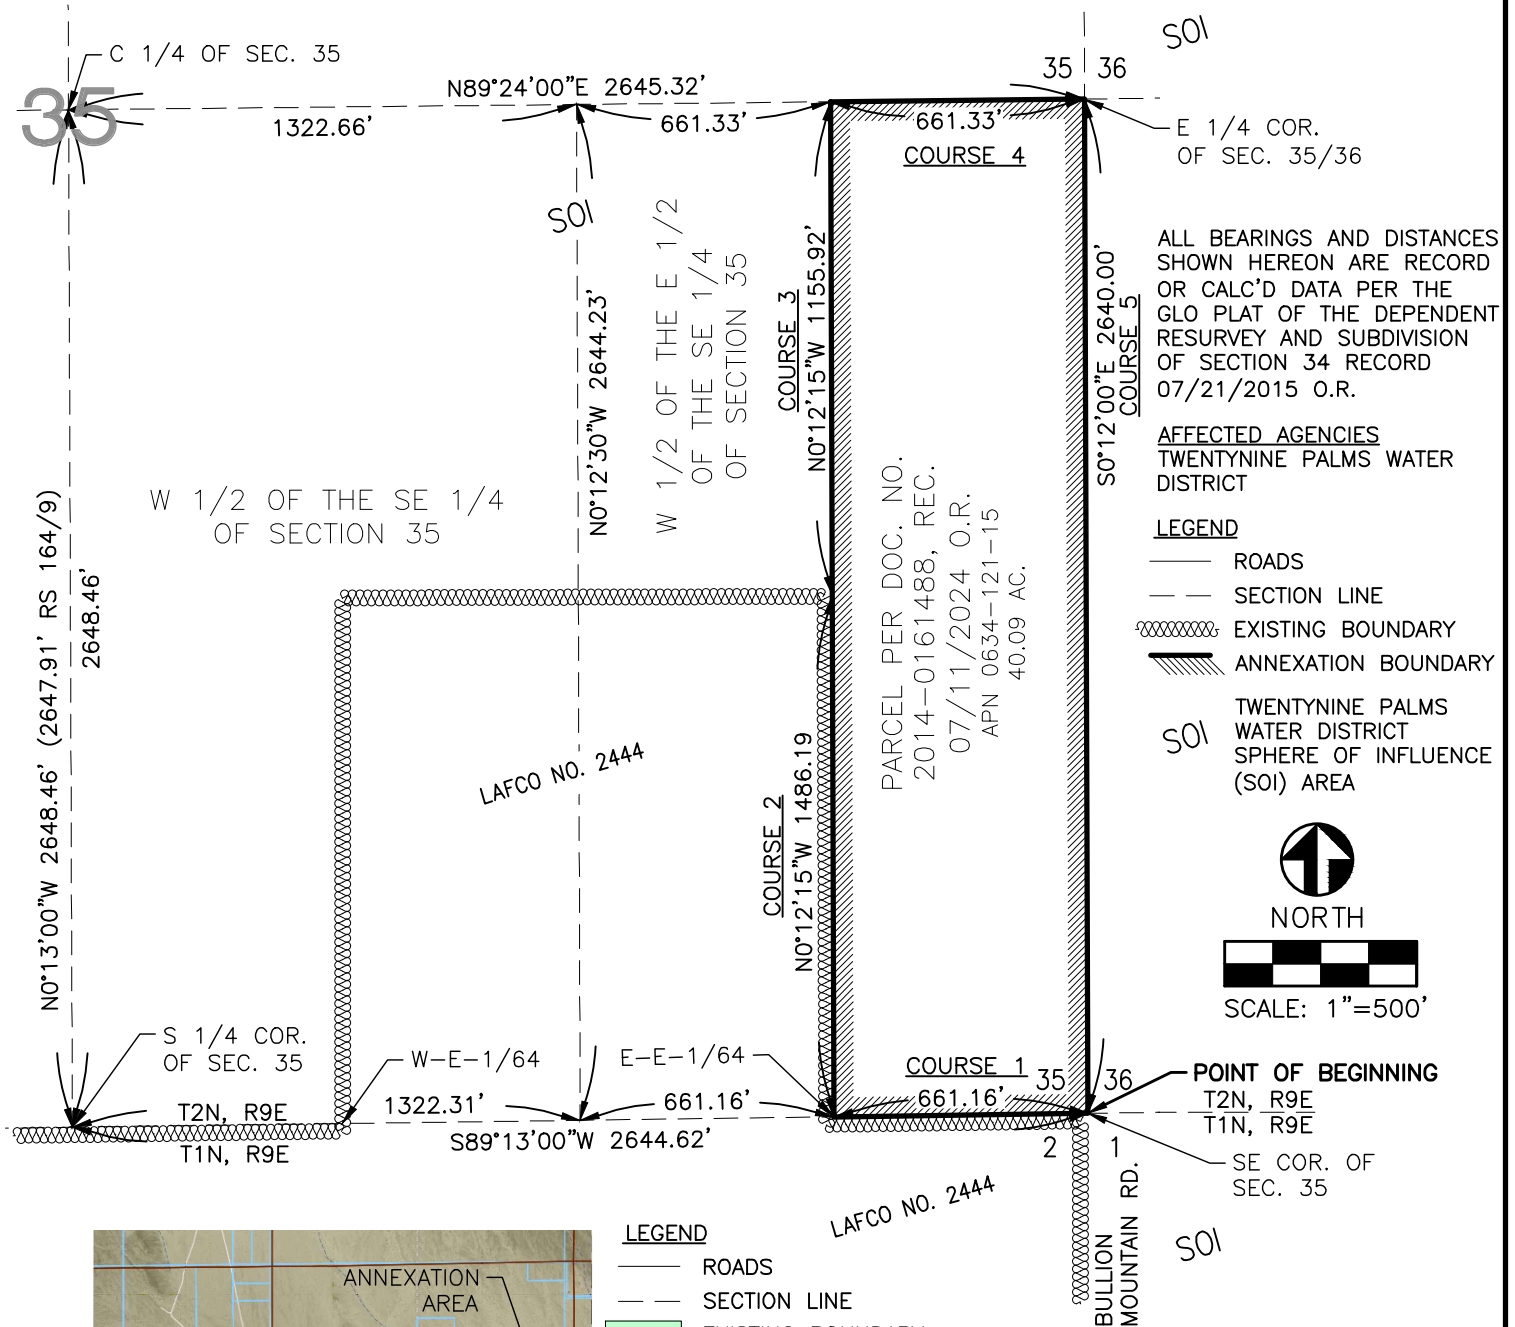 C 1/4 OF SEC. 35
35
N89°24'00"E 2645.32'
1322.66'
661.33'
661.33'
COURSE 4
35 36
SOI
E 1/4 COR.
OF SEC. 35/36
SOI
W 1/2 OF THE E 1/2
OF THE SE 1/4
OF SECTION 35
N0°12'30"W 2644.23'
COURSE 3
N0°12'15"W 1155.92'
S0°12'00"E 2640.00'
COURSE 5
ALL BEARINGS AND DISTANCES
SHOWN HEREON ARE RECORD
OR CALC'D DATA PER THE
GLO PLAT OF THE DEPENDENT
RESURVEY AND SUBDIVISION
OF SECTION 34 RECORD
07/21/2015 O.R.
AFFECTED AGENCIES
TWENTYNINE PALMS WATER
DISTRICT
LEGEND
ROADS
SECTION LINE
EXISTING BOUNDARY
ANNEXATION BOUNDARY
SOI
TWENTYNINE PALMS
WATER DISTRICT
SPHERE OF INFLUENCE
(SOI) AREA
NORTH
SCALE: 1"=500'
W 1/2 OF THE SE 1/4
OF SECTION 35
N0°13'00"W 2648.46' (2647.91' RS 164/9)
2648.46'
PARCEL PER DOC. NO.
2014-0161488, REC.
07/11/2024 O.R.
APN 0634-121-15
40.09 AC.
LAFCO NO. 2444
COURSE 2
N0°12'15"W 1486.19
S 1/4 COR.
OF SEC. 35
W-E-1/64
E-E-1/64
COURSE 1
35 36
661.16'
POINT OF BEGINNING
T2N, R9E
T1N, R9E
T2N, R9E
T1N, R9E
1322.31'
661.16'
S89°13'00"W 2644.62'
2 1
SE COR. OF
SEC. 35
LAFCO NO. 2444
BULLION
MOUNTAIN RD.
SOI
ANNEXATION
AREA
LEGEND
ROADS
SECTION LINE